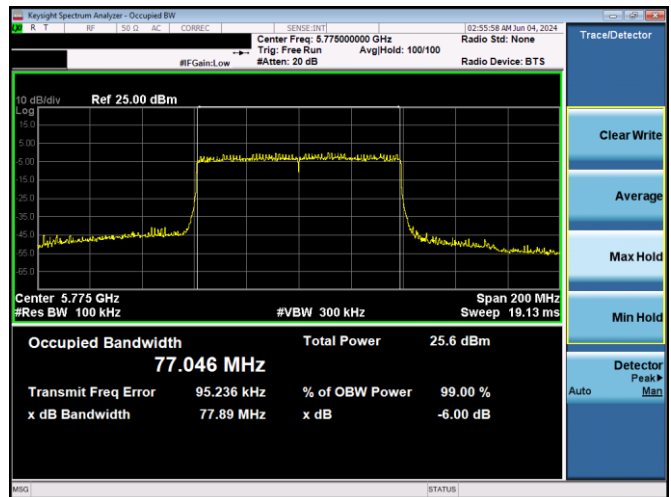 Keysight Spectrum Analyzer - Occupied BW
R T RF 50 Ω AC CORREC SENSE:INT 02:55:58 AM Jun 04, 2024
Center Freq: 5.775000000 GHz Radio Std: None
Trig: Free Run Avg|Hold: 100/100
#IFGain:Low #Atten: 20 dB Radio Device: BTS
Trace/Detector
10 dB/div Ref 25.00 dBm
Log
15.0
5.00
-5.00
-15.0
-25.0
-35.0
-45.0
-55.0
-65.0
Center 5.775 GHz Span 200 MHz
#Res BW 100 kHz #VBW 300 kHz Sweep 19.13 ms
Occupied Bandwidth Total Power 25.6 dBm
77.046 MHz
Transmit Freq Error 95.236 kHz % of OBW Power 99.00 %
x dB Bandwidth 77.89 MHz x dB -6.00 dB
Clear Write
Average
Max Hold
Min Hold
Detector
Peak▶
Auto Man
MSG STATUS